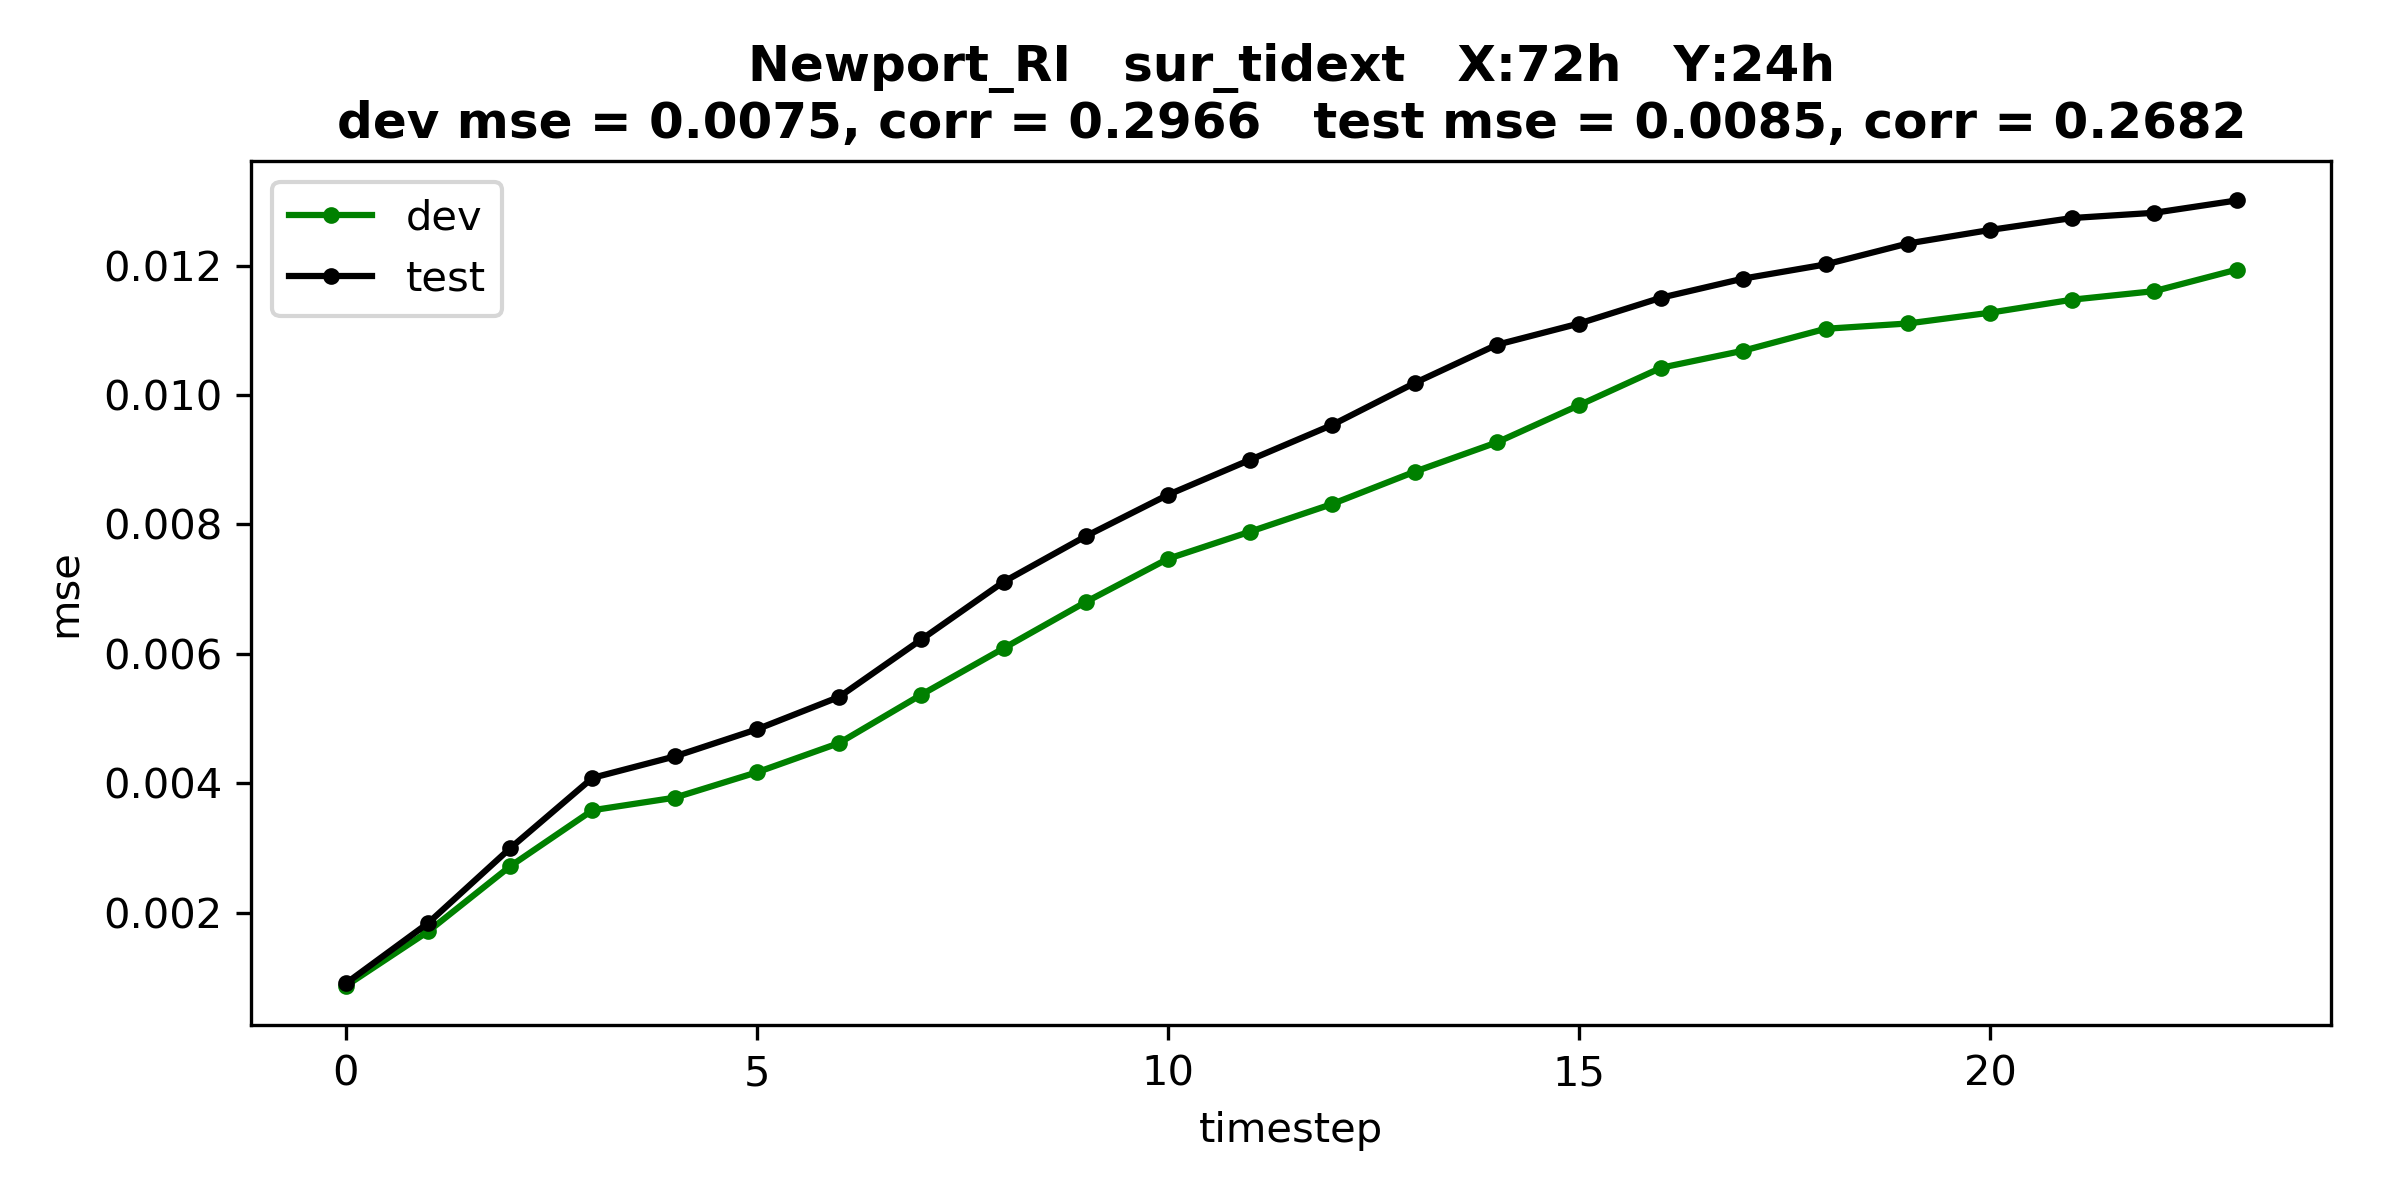 Newport_RI   sur_tidext   X:72h   Y:24h
dev mse = 0.0075, corr = 0.2966   test mse = 0.0085, corr = 0.2682
dev
test
0.012
0.010
0.008
0.006
0.004
0.002
mse
0
5
10
15
20
timestep